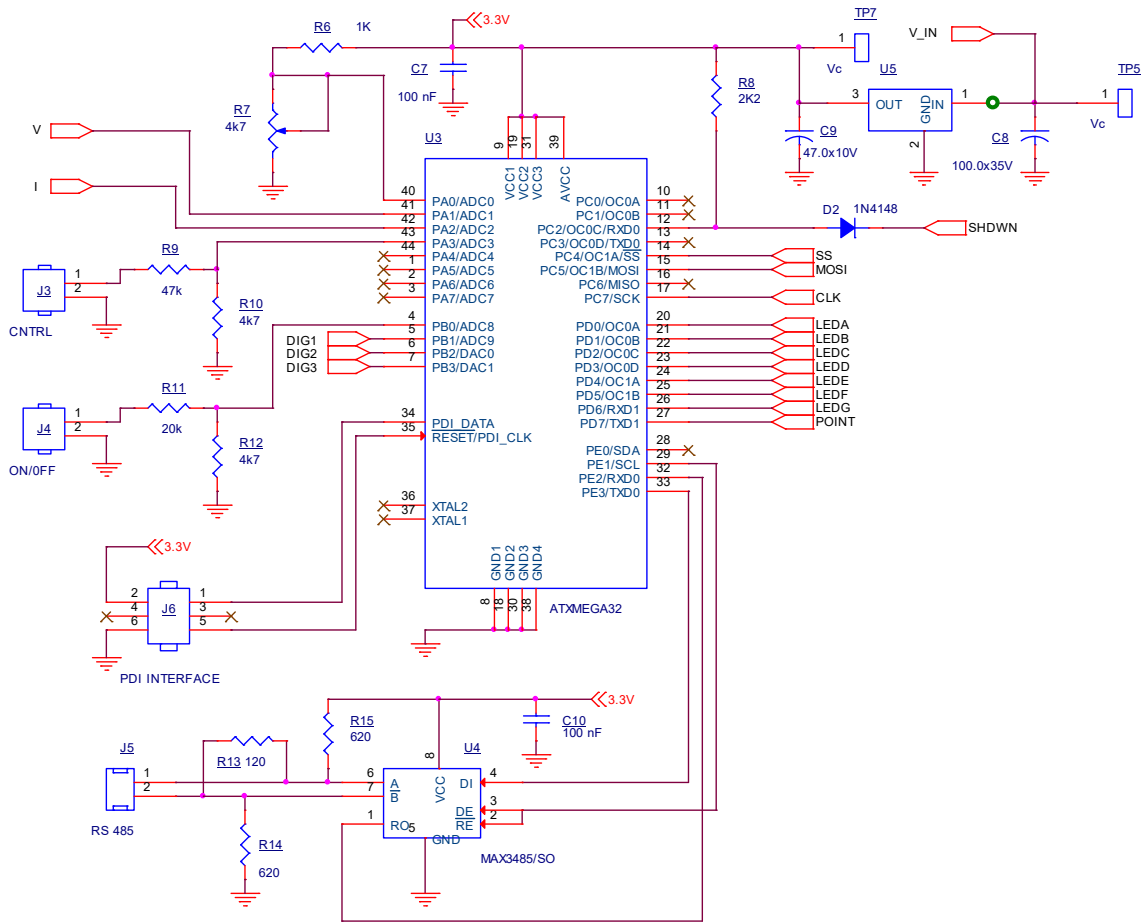 R6 1K
3.3V
C7
100 nF
R7
4k7
V
I
R8
2K2
TP7
1
Vc
V_IN
U5
3 OUT GND IN 1
2
TP5
1
Vc
C9
47.0x10V
C8
100.0x35V
U3
9 VCC1
19 VCC2
31 VCC3
39 AVCC
40 PA0/ADC0
41 PA1/ADC1
42 PA2/ADC2
43 PA3/ADC3
44 PA4/ADC4
1 PA5/ADC5
2 PA6/ADC6
3 PA7/ADC7
4 PB0/ADC8
5 PB1/ADC9
6 PB2/DAC0
7 PB3/DAC1
34 PDI_DATA
35 RESET/PDI_CLK
36 XTAL2
37 XTAL1
PC0/OC0A 10
PC1/OC0B 11
PC2/OC0C/RXD0 12
PC3/OC0D/TXD0 13
PC4/OC1A/SS 14
PC5/OC1B/MOSI 15
PC6/MISO 16
PC7/SCK 17
PD0/OC0A 20
PD1/OC0B 21
PD2/OC0C 22
PD3/OC0D 23
PD4/OC1A 24
PD5/OC1B 25
PD6/RXD1 26
PD7/TXD1 27
PE0/SDA 28
PE1/SCL 29
PE2/RXD0 32
PE3/TXD0 33
GND1 8
GND2 18
GND3 30
GND4 38
ATXMEGA32
D2 1N4148
SHDWN
SS
MOSI
CLK
LEDA
LEDB
LEDC
LEDD
LEDE
LEDF
LEDG
POINT
R9
47k
J3
1
2
CNTRL
R10
4k7
DIG1
DIG2
DIG3
R11
20k
J4
1
2
ON/0FF
R12
4k7
3.3V
J6
2 1
4 3
6 5
PDI INTERFACE
3.3V
R15
620
C10
100 nF
J5
1
2
RS 485
R13 120
R14
620
U4
8 VCC
6 A
7 B
1 RO
5 GND
DI 4
DE 3
RE 2
MAX3485/SO